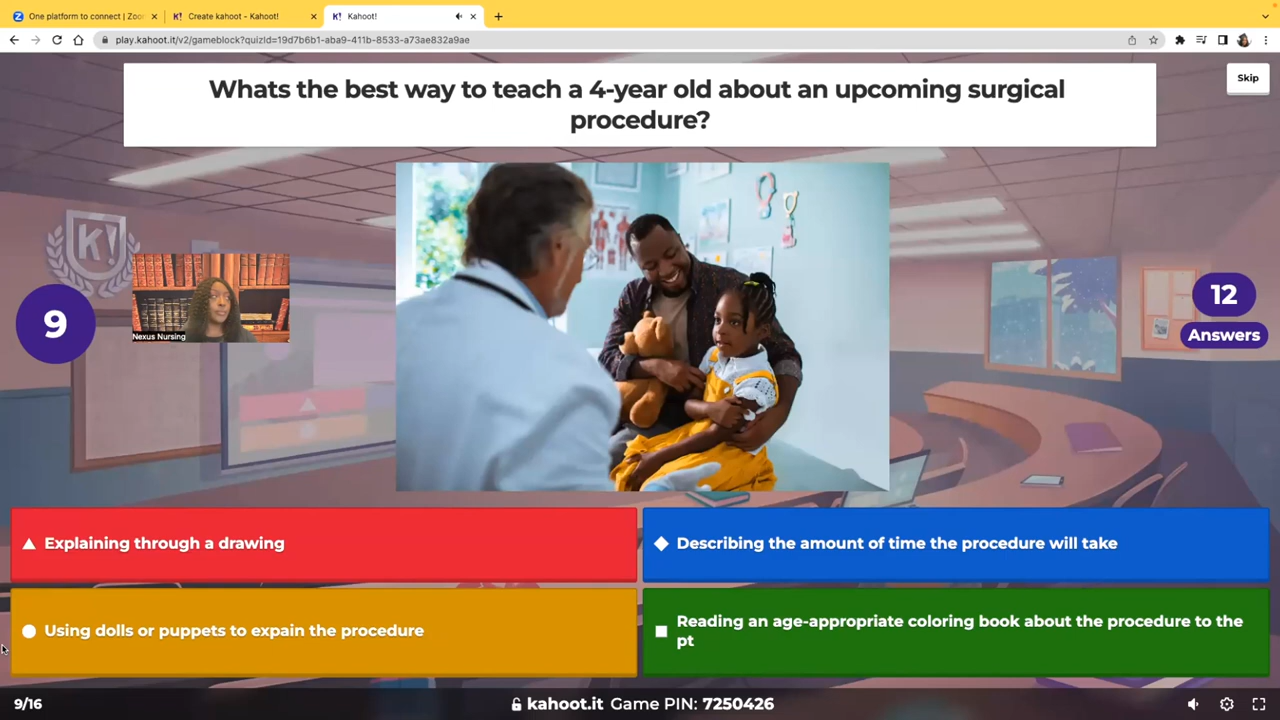 One platform to connect | Zoo
Create kahoot - Kahoot!
Kahoot!
play.kahoot.it/v2/gameblock?quizId=19d7b6b1-aba9-411b-8533-a73ae832a9ae
Whats the best way to teach a 4-year old about an upcoming surgical
procedure?
Skip
K!
9
Nexus Nursing
12
Answers
Explaining through a drawing
Describing the amount of time the procedure will take
Using dolls or puppets to expain the procedure
Reading an age-appropriate coloring book about the procedure to the
pt
9/16
kahoot.it Game PIN: 7250426